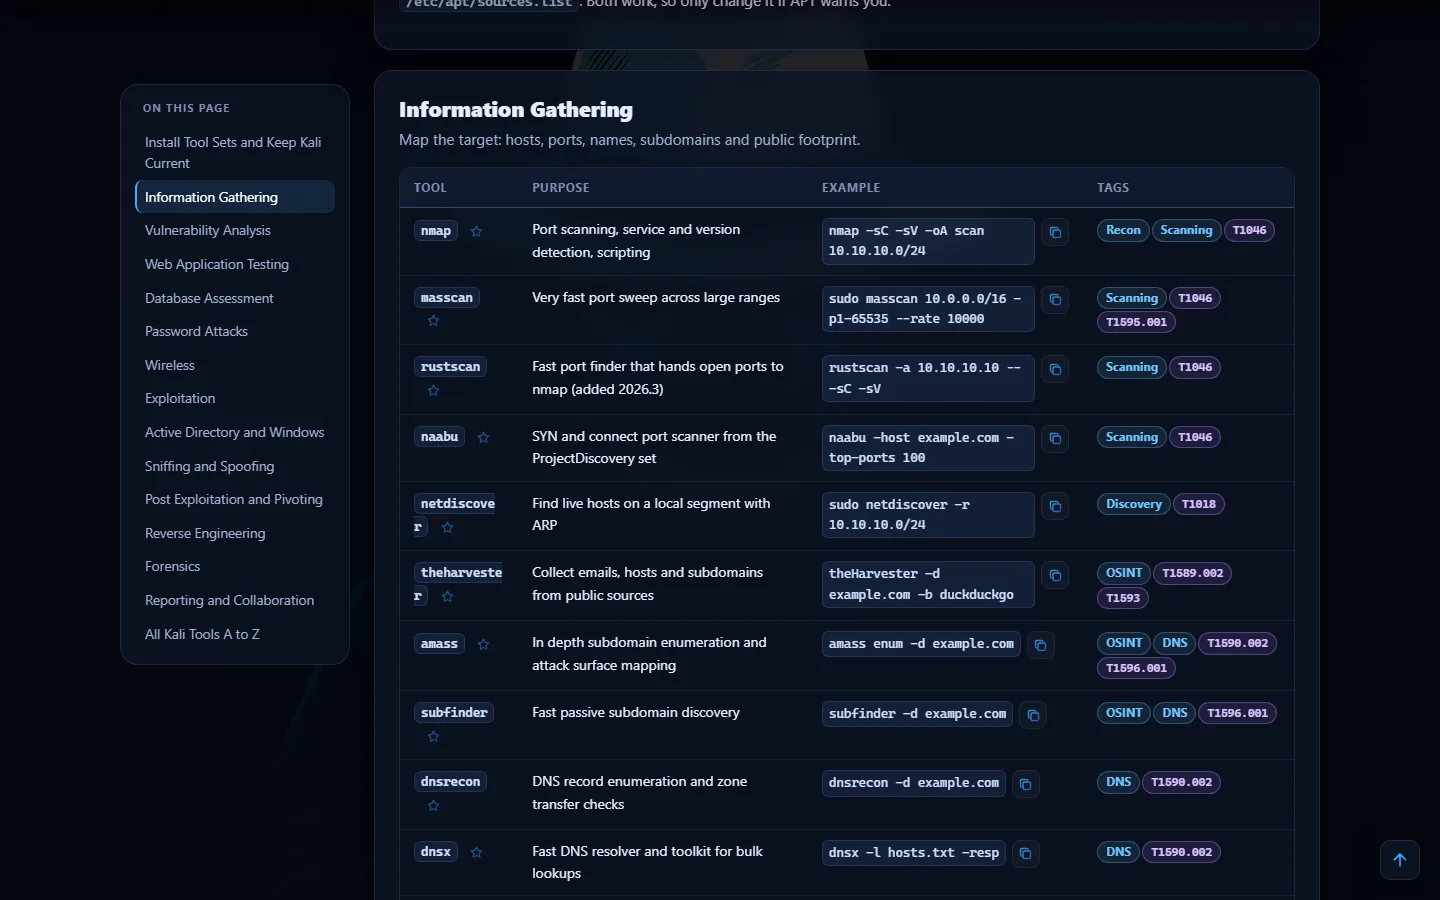 /etc/apt/sources.list . Both work, so only change it if APT warns you.
ON THIS PAGE
Install Tool Sets and Keep Kali
Current
Information Gathering
Vulnerability Analysis
Web Application Testing
Database Assessment
Password Attacks
Wireless
Exploitation
Active Directory and Windows
Sniffing and Spoofing
Post Exploitation and Pivoting
Reverse Engineering
Forensics
Reporting and Collaboration
All Kali Tools A to Z
Information Gathering
Map the target: hosts, ports, names, subdomains and public footprint.
TOOL PURPOSE EXAMPLE TAGS
nmap
Port scanning, service and version
detection, scripting
nmap -sC -sV -oA scan
10.10.10.0/24
Recon Scanning T1046
masscan
Very fast port sweep across large ranges
sudo masscan 10.0.0.0/16 -
p1-65535 --rate 10000
Scanning T1046
T1595.001
rustscan
Fast port finder that hands open ports to
nmap (added 2026.3)
rustscan -a 10.10.10.10 --
-sC -sV
Scanning T1046
naabu
SYN and connect port scanner from the
ProjectDiscovery set
naabu -host example.com -
top-ports 100
Scanning T1046
netdiscove
r
Find live hosts on a local segment with
ARP
sudo netdiscover -r
10.10.10.0/24
Discovery T1018
theharveste
r
Collect emails, hosts and subdomains
from public sources
theHarvester -d
example.com -b duckduckgo
OSINT T1589.002
T1593
amass
In depth subdomain enumeration and
attack surface mapping
amass enum -d example.com
OSINT DNS T1590.002
T1596.001
subfinder
Fast passive subdomain discovery
subfinder -d example.com
OSINT DNS T1596.001
dnsrecon
DNS record enumeration and zone
transfer checks
dnsrecon -d example.com
DNS T1590.002
dnsx
Fast DNS resolver and toolkit for bulk
lookups
dnsx -l hosts.txt -resp
DNS T1590.002